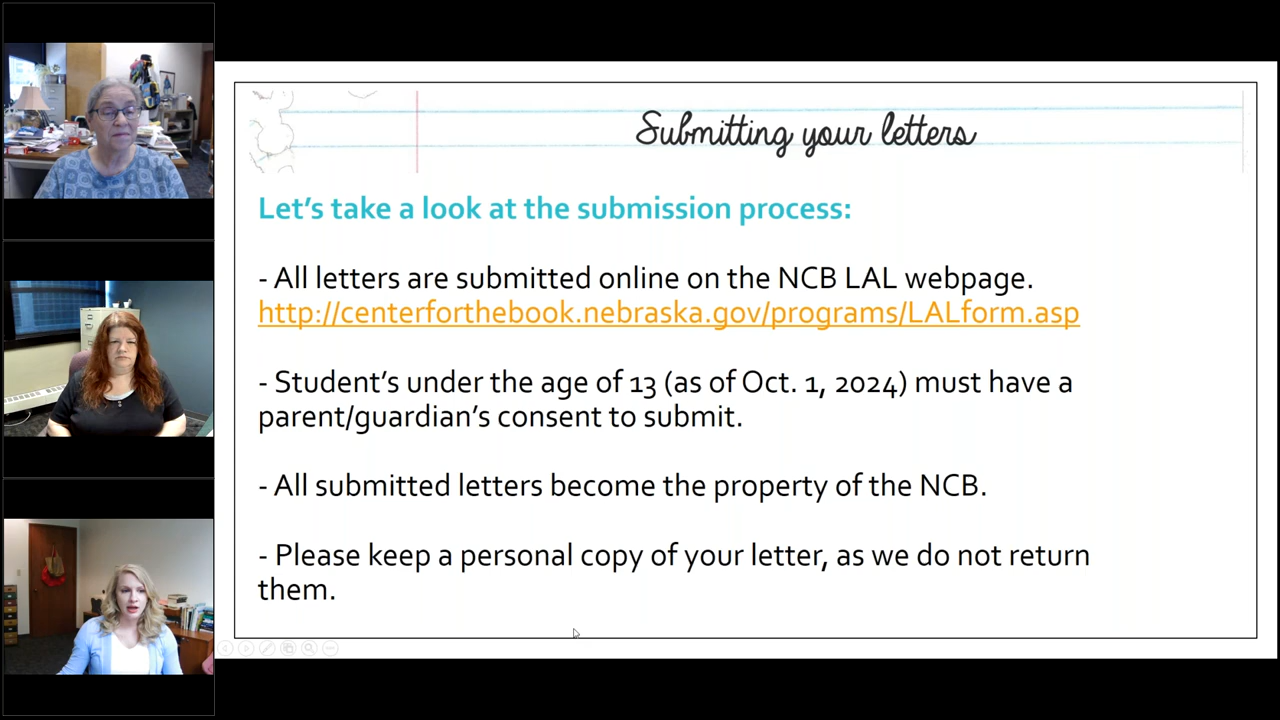 Submitting your letters
Let's take a look at the submission process:
- All letters are submitted online on the NCB LAL webpage.
http://centerforthebook.nebraska.gov/programs/LALform.asp
- Student's under the age of 13 (as of Oct. 1, 2024) must have a
parent/guardian's consent to submit.
- All submitted letters become the property of the NCB.
- Please keep a personal copy of your letter, as we do not return
them.